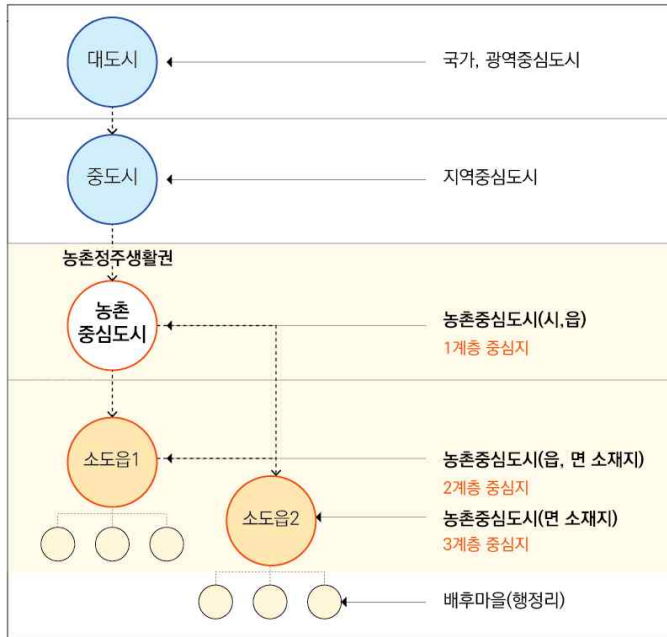 대도시
국가, 광역중심도시
중도시
지역중심도시
농촌정주생활권
농촌
중심도시
농촌중심도시(시,읍)
1계층 중심지
소도읍1
농촌중심도시(읍, 면 소재지)
2계층 중심지
소도읍2
농촌중심도시(면 소재지)
3계층 중심지
배후마을(행정리)